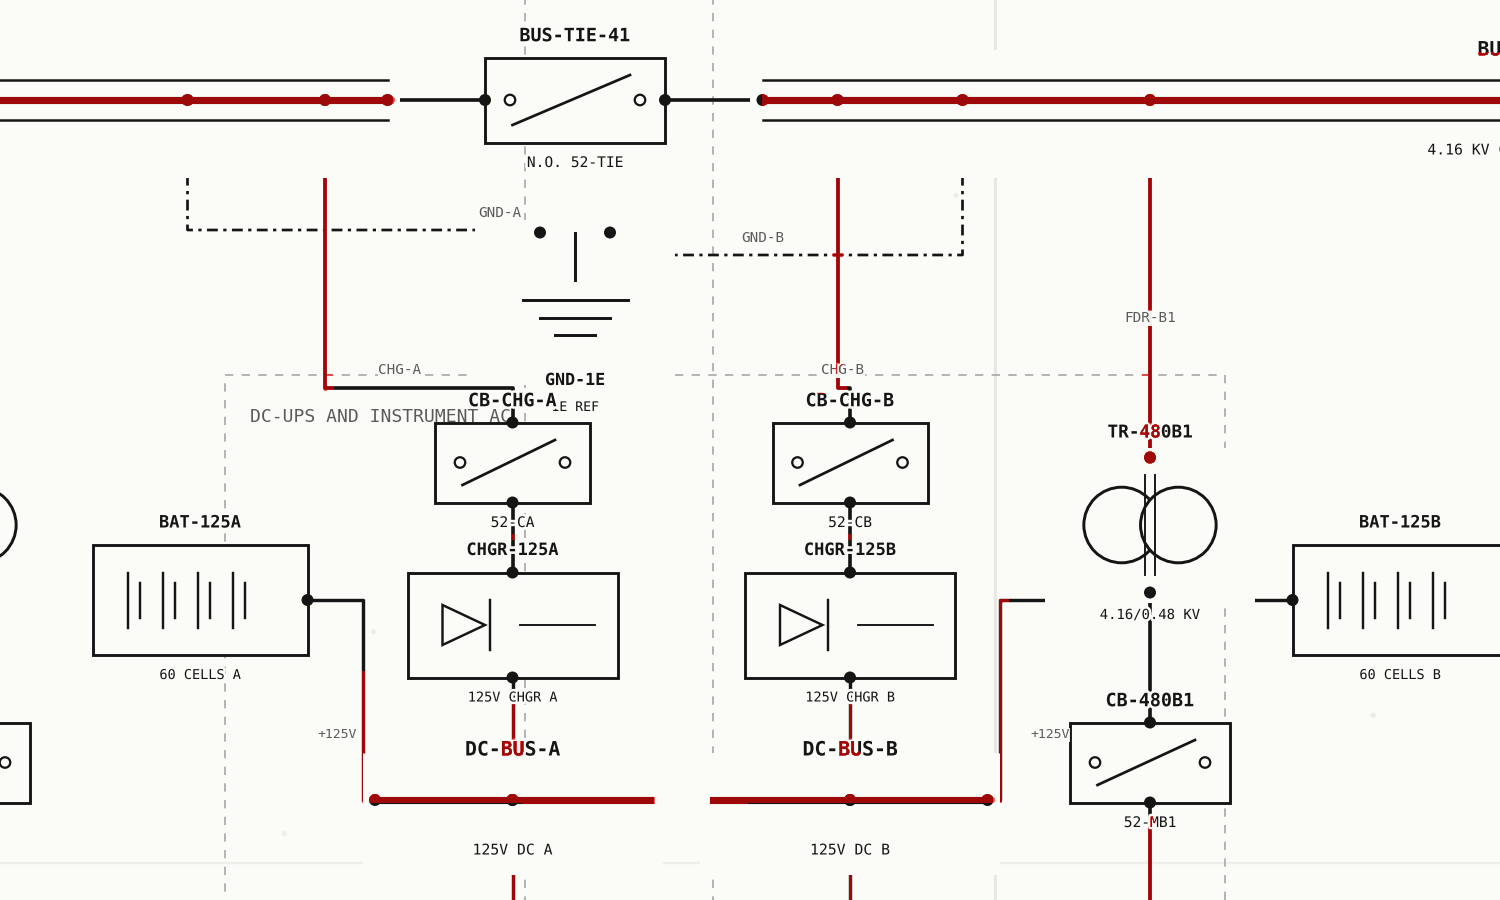 BUS-TIE-41
BU
N.O. 52-TIE
4.16 KV
GND-A
GND-B
FDR-B1
CHG-A
CHG-B
GND-1E
CB-CHG-A
CB-CHG-B
1E REF
DC-UPS AND INSTRUMENT AC
TR-480B1
52-CA
52-CB
BAT-125A
BAT-125B
CHGR-125A
CHGR-125B
4.16/0.48 KV
60 CELLS A
60 CELLS B
125V CHGR A
125V CHGR B
CB-480B1
+125V
+125V
DC-BUS-A
DC-BUS-B
52-MB1
125V DC A
125V DC B